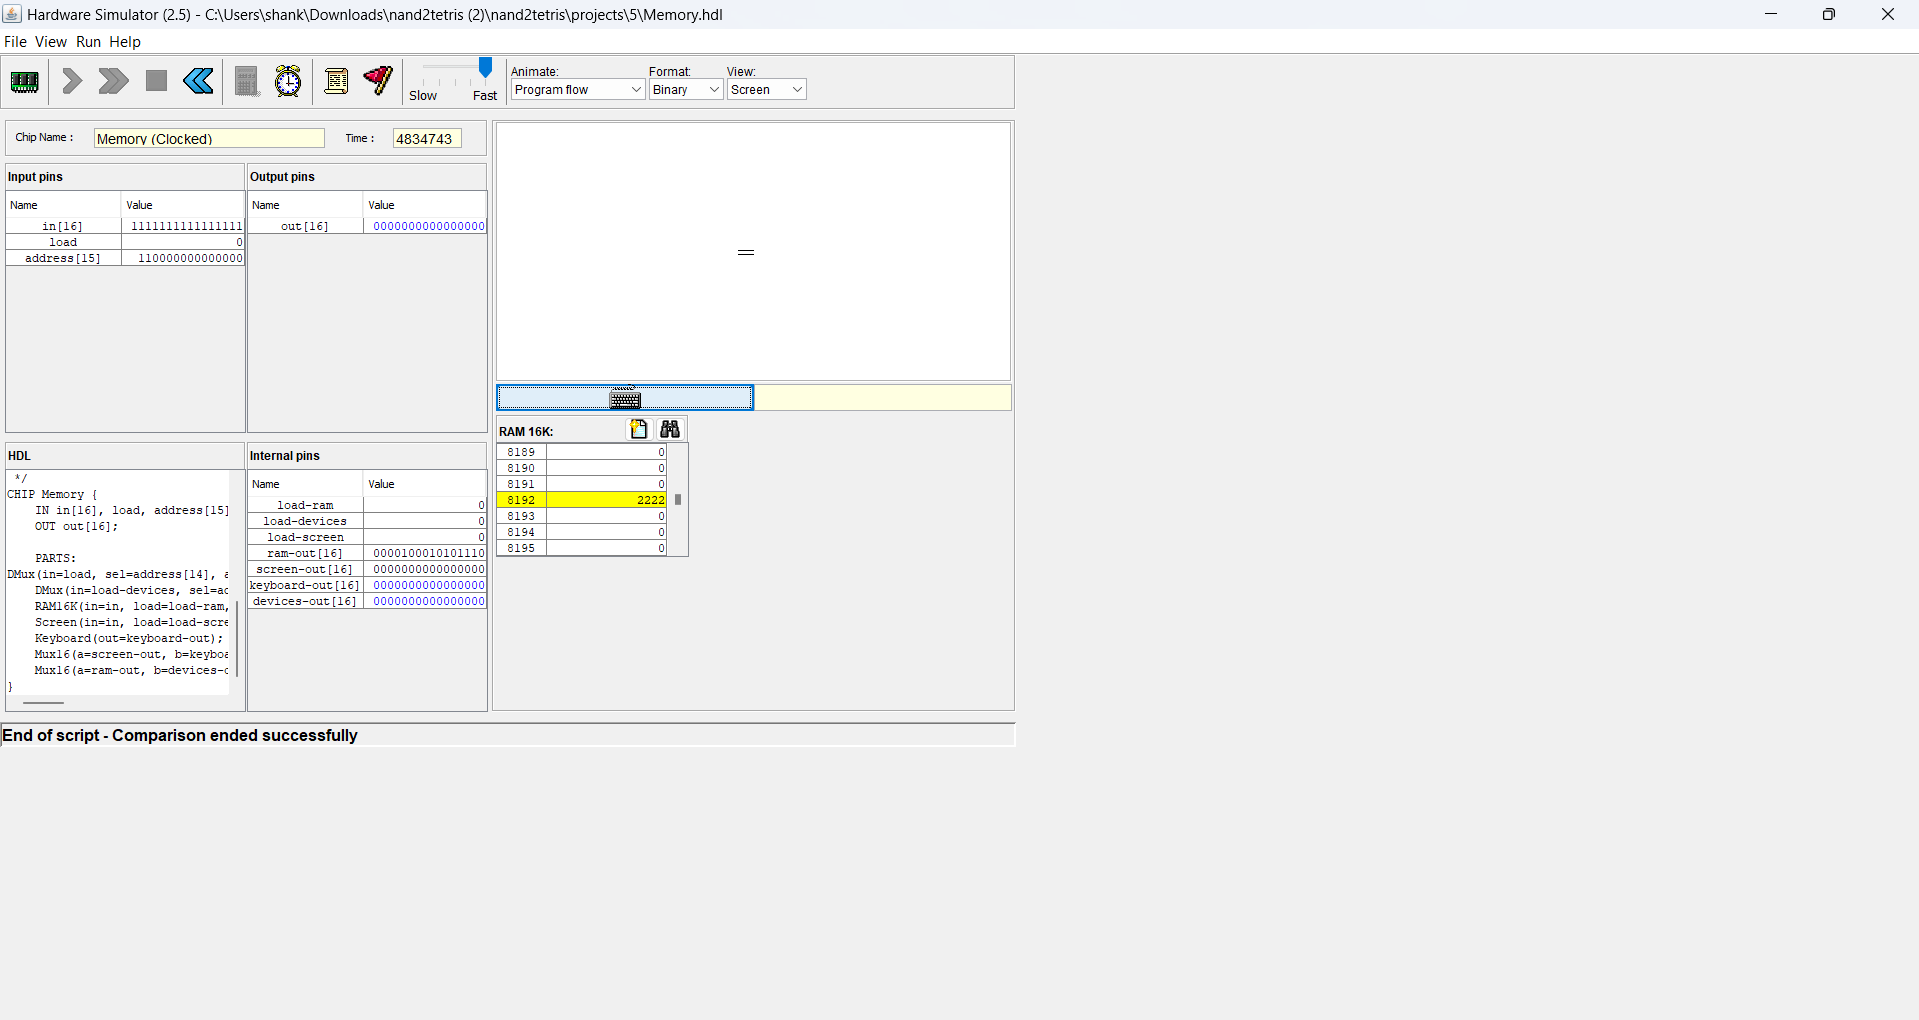 Hardware Simulator (2.5) - C:\Users\shank\Downloads\nand2tetris (2)\nand2tetris\projects\5\Memory.hdl
File View Run Help
Slow Fast
Animate: Format: View:
Program flow Binary Screen
Chip Name : Memory (Clocked) Time : 4834743
Input pins
Name Value
in[16] 1111111111111111
load 0
address[15] 110000000000000
Output pins
Name Value
out[16] 0000000000000000
HDL
*/
CHIP Memory {
IN in[16], load, address[15]
OUT out[16];
PARTS:
DMux(in=load, sel=address[14], a
DMux(in=load-devices, sel=ad
RAM16K(in=in, load=load-ram,
Screen(in=in, load=load-scre
Keyboard(out=keyboard-out);
Mux16(a=screen-out, b=keyboa
Mux16(a=ram-out, b=devices-o
}
Internal pins
Name Value
load-ram 0
load-devices 0
load-screen 0
ram-out[16] 0000100010101110
screen-out[16] 0000000000000000
keyboard-out[16] 0000000000000000
devices-out[16] 0000000000000000
RAM 16K:
8189 0
8190 0
8191 0
8192 2222
8193 0
8194 0
8195 0
End of script - Comparison ended successfully